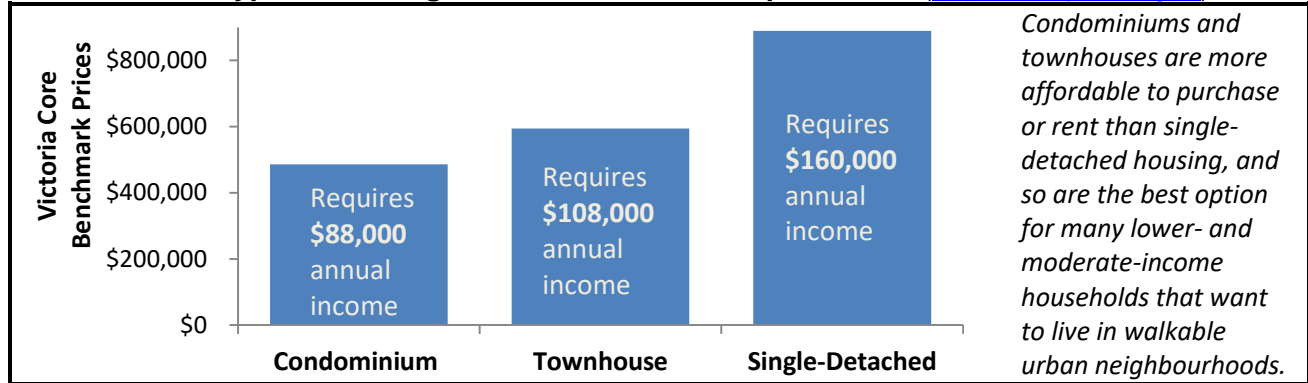 Victoria Core
Benchmark Prices
$800,000
$600,000
$400,000
$200,000
$0
Requires
$88,000
annual
income
Requires
$108,000
annual
income
Requires
$160,000
annual
income
Condominium
Townhouse
Single-Detached
Condominiums and
townhouses are more
affordable to purchase
or rent than single-
detached housing, and
so are the best option
for many lower- and
moderate-income
households that want
to live in walkable
urban neighbourhoods.